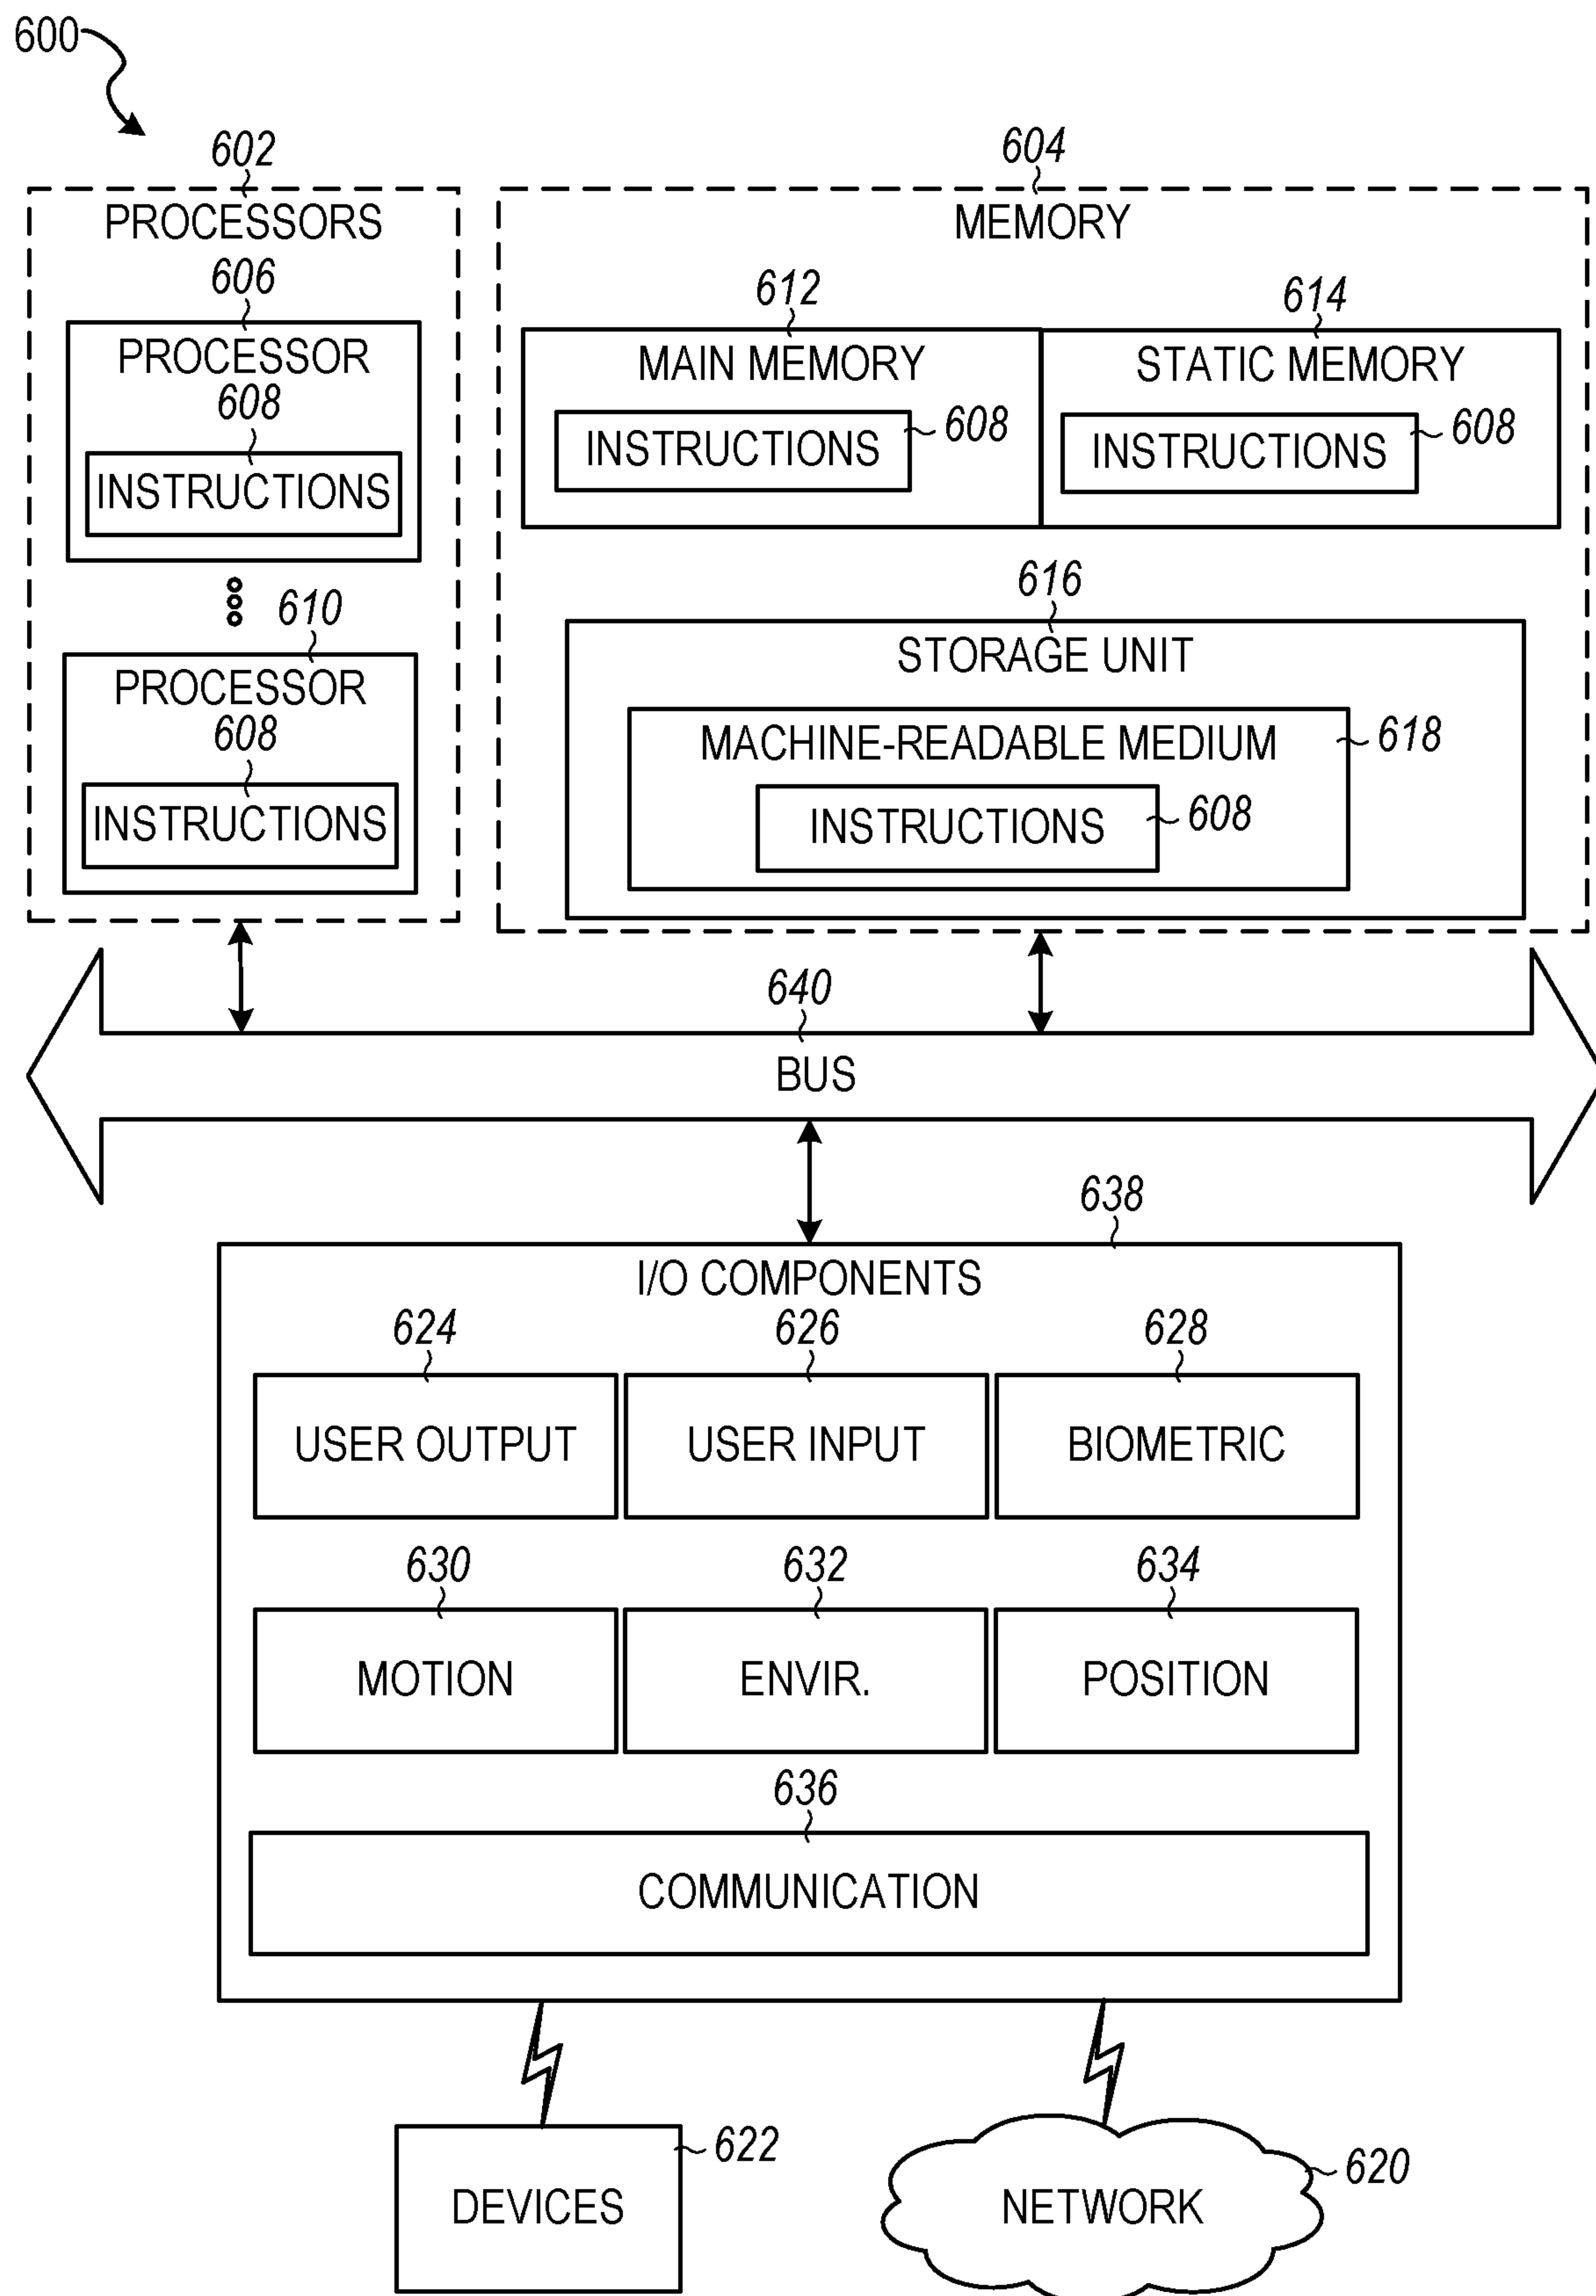 600
602
PROCESSORS
606
PROCESSOR
608
INSTRUCTIONS
610
PROCESSOR
608
INSTRUCTIONS
604
MEMORY
612
MAIN MEMORY
INSTRUCTIONS 608
614
STATIC MEMORY
INSTRUCTIONS 608
616
STORAGE UNIT
MACHINE-READABLE MEDIUM 618
INSTRUCTIONS 608
640
BUS
638
I/O COMPONENTS
624 626 628
USER OUTPUT USER INPUT BIOMETRIC
630 632 634
MOTION ENVIR. POSITION
636
COMMUNICATION
622
DEVICES
620
NETWORK